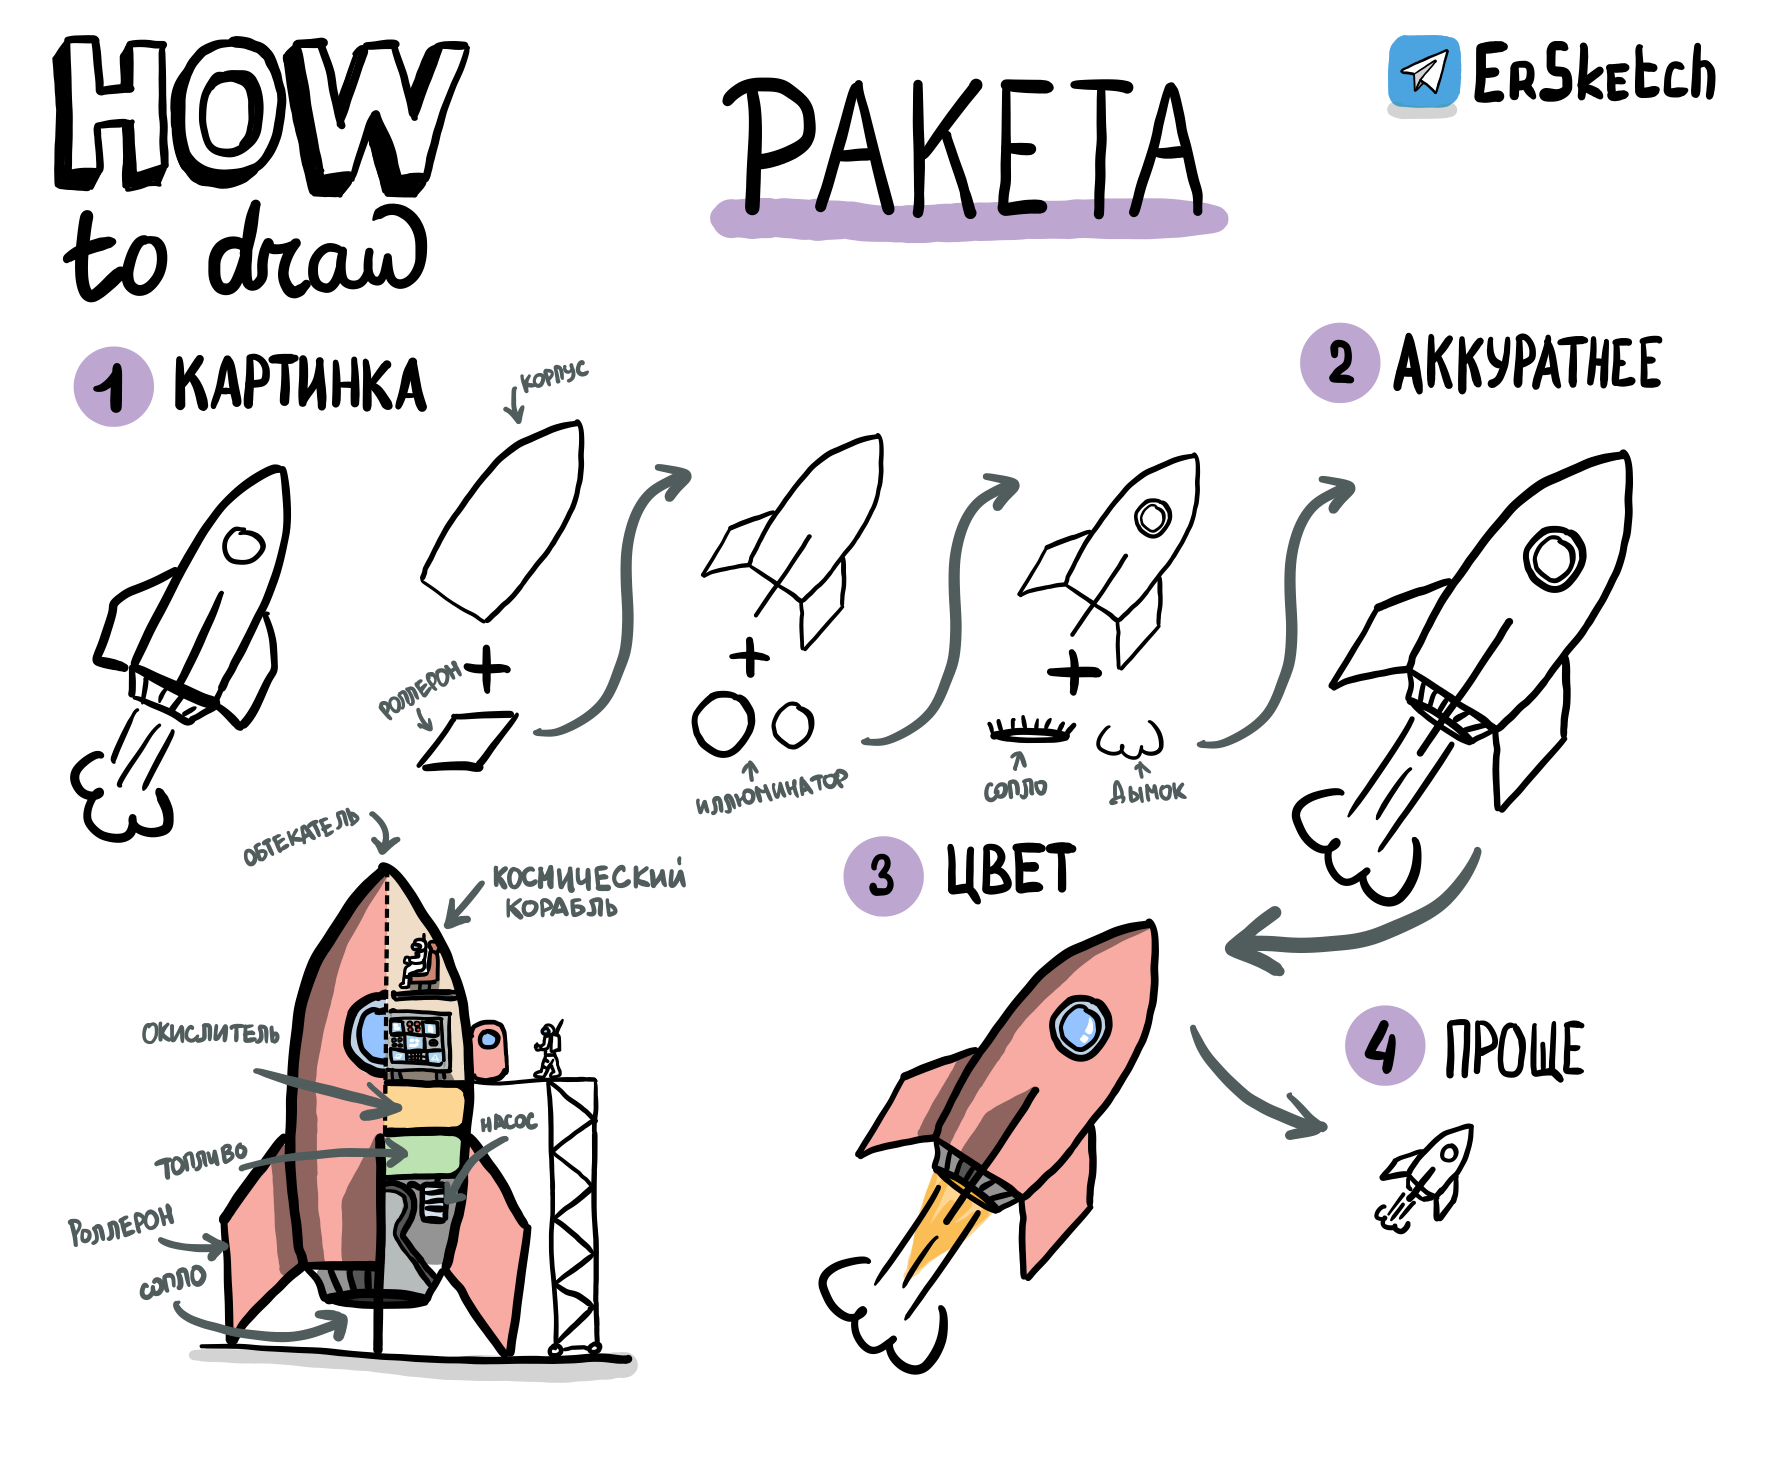 HOW
to draw
РАКЕТА
ErSketch
1 КАРТИНКА
КОРПУС
РОЛЛЕРОН
ИЛЛЮМИНАТОР
СОПЛО
ДЫМОК
2 АККУРАТНЕЕ
ОБТЕКАТЕЛЬ
КОСМИЧЕСКИЙ
КОРАБЛЬ
ОКИСЛИТЕЛЬ
НАСОС
ТОПЛИВО
РОЛЛЕРОН
СОПЛО
3 ЦВЕТ
4 ПРОЩЕ